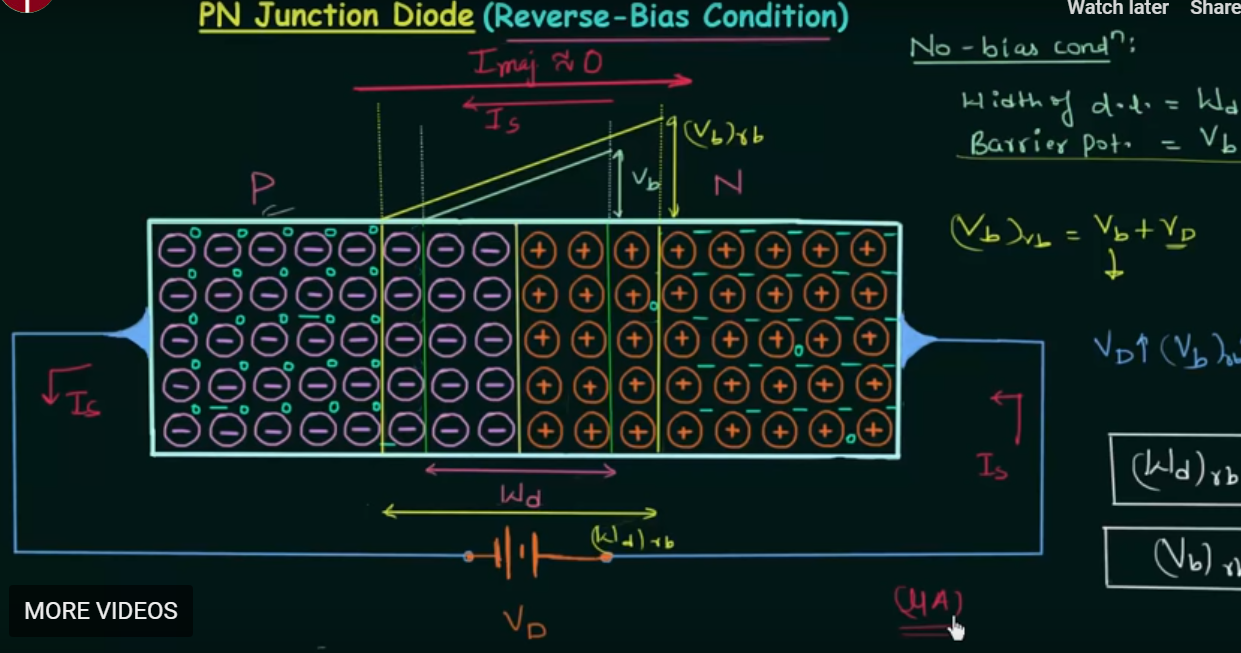 Watch later Share
PN Junction Diode (Reverse-Bias Condition)
No-bias condⁿ:
Imaj ≈ 0
Is
Width of d.l. = Wd
Barrier pot. = Vb
(Vb)rb
Vb
P
N
(Vb)rb = Vb + VD
↓
VD↑ (Vb)rb
Is
Is
(Wd)rb
Wd
(Wd)rb
(Vb) rb
VD
(μA)
MORE VIDEOS